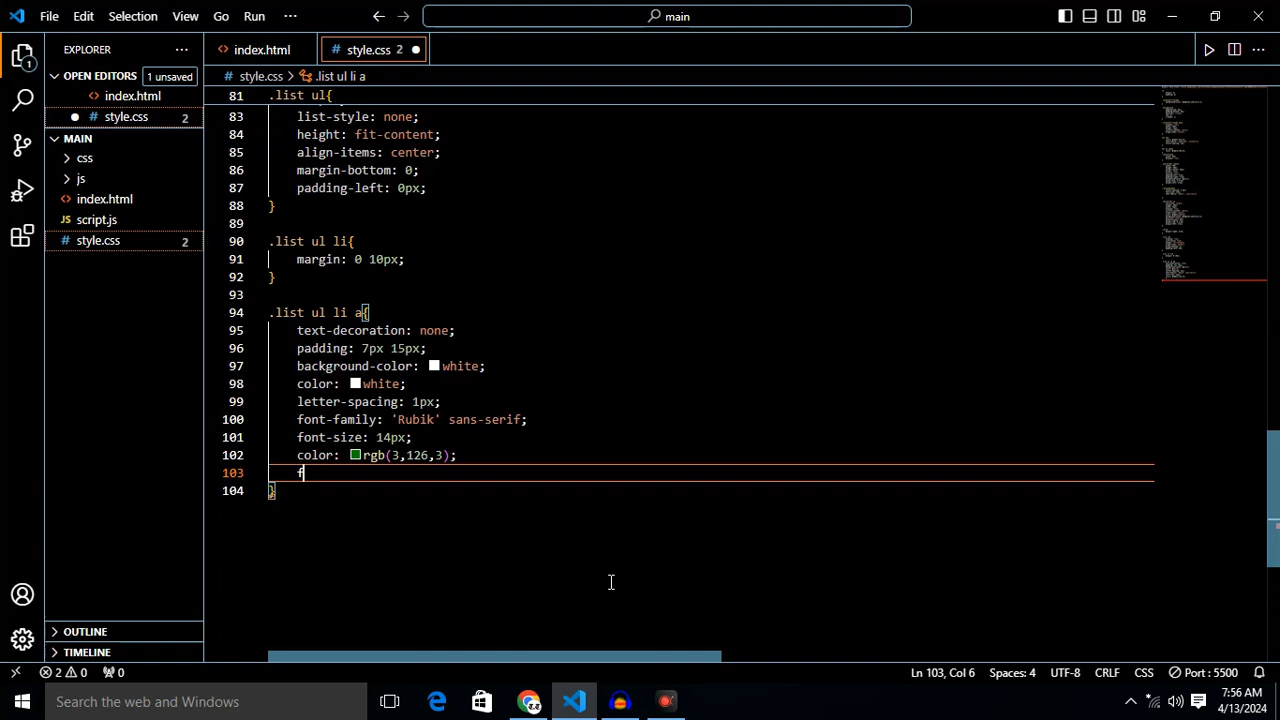 File Edit Selection View Go Run ··· main
EXPLORER ···
index.html
# style.css 2
OPEN EDITORS 1 unsaved
# style.css > .list ul li a
index.html
# style.css 2
MAIN
css
js
index.html
JS script.js
# style.css 2
81 .list ul{
83 list-style: none;
84 height: fit-content;
85 align-items: center;
86 margin-bottom: 0;
87 padding-left: 0px;
88 }
89
90 .list ul li{
91 margin: 0 10px;
92 }
93
94 .list ul li a{
95 text-decoration: none;
96 padding: 7px 15px;
97 background-color: white;
98 color: white;
99 letter-spacing: 1px;
100 font-family: 'Rubik' sans-serif;
101 font-size: 14px;
102 color: rgb(3,126,3);
103 f
104 }
OUTLINE
TIMELINE
2 0 0 Ln 103, Col 6 Spaces: 4 UTF-8 CRLF CSS Port : 5500
Search the web and Windows
7:56 AM
4/13/2024